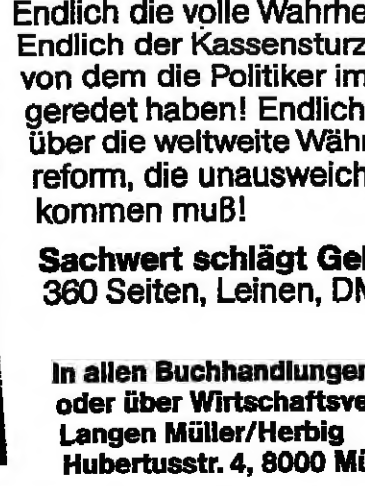 Endlich die volle Wahrhe
Endlich der Kassensturz
von dem die Politiker im
geredet haben! Endlich
über die weltweite Währ
reform, die unausweich
kommen muß!
Sachwert schlägt Gel
360 Seiten, Leinen, DM
In allen Buchhandlungen
oder über Wirtschaftsve
Langen Müller/Herbig
Hubertusstr. 4, 8000 Mü